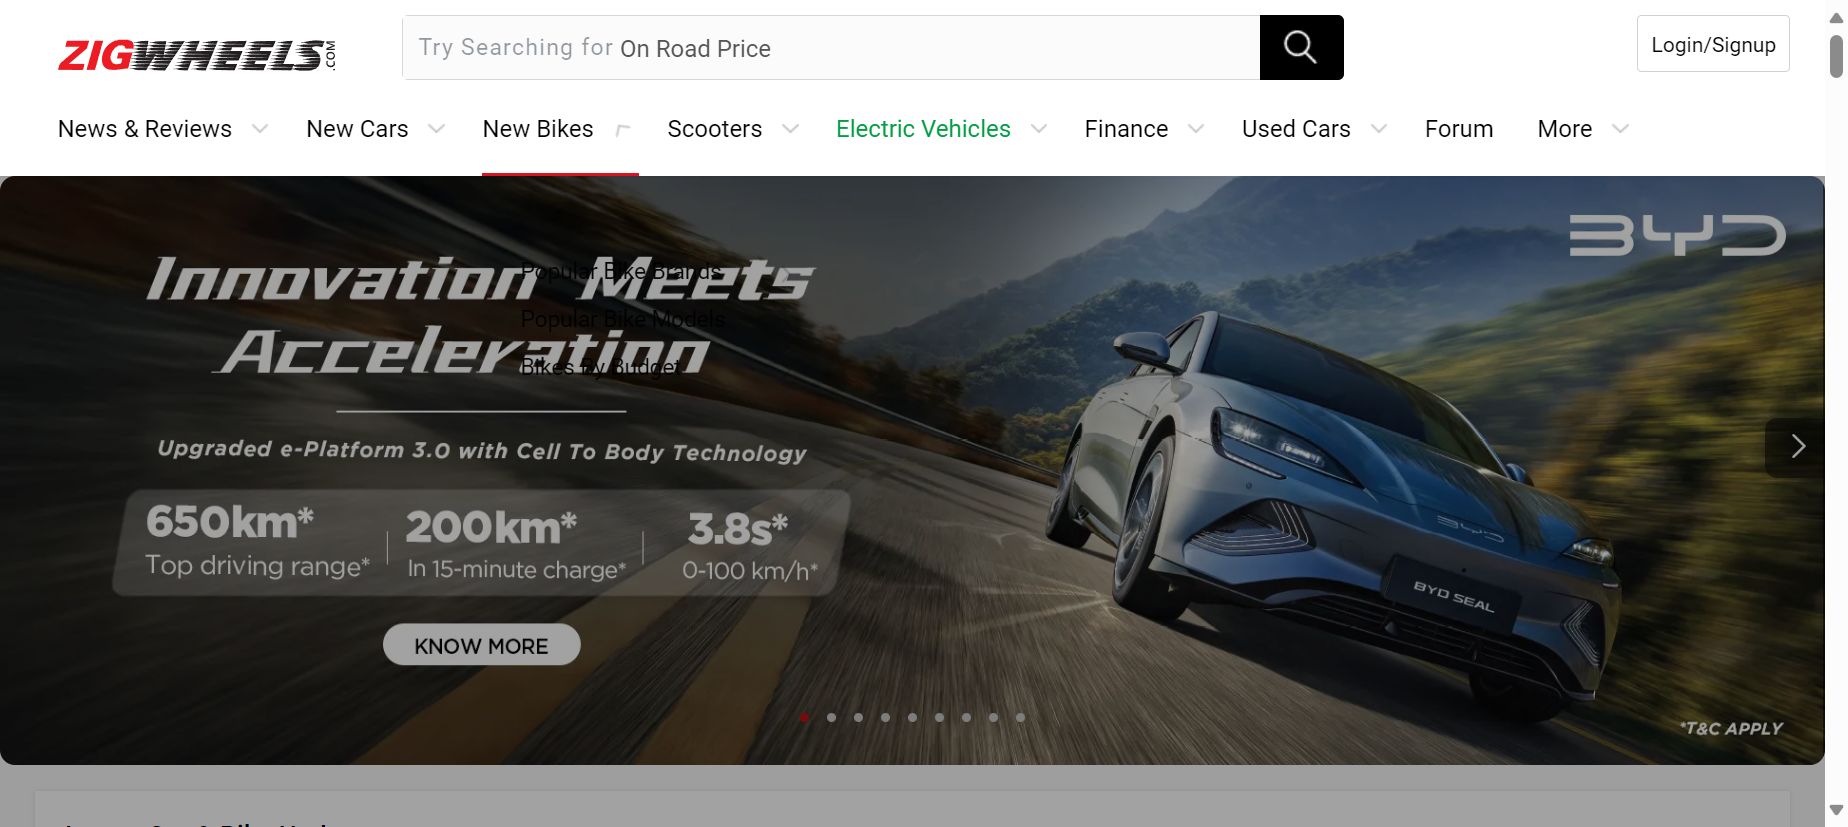 ZIGWHEELS.COM
Try Searching for On Road Price
Login/Signup
News & Reviews New Cars New Bikes Scooters Electric Vehicles Finance Used Cars Forum More
BYD
Innovation Meets
Popular Bike Brands
Popular Bike Models
Acceleration
Bikes By Budget
Upgraded e-Platform 3.0 with Cell To Body Technology
650km* 200km* 3.8s*
Top driving range* In 15-minute charge* 0-100 km/h*
BYD
BYD SEAL
KNOW MORE
*T&C APPLY